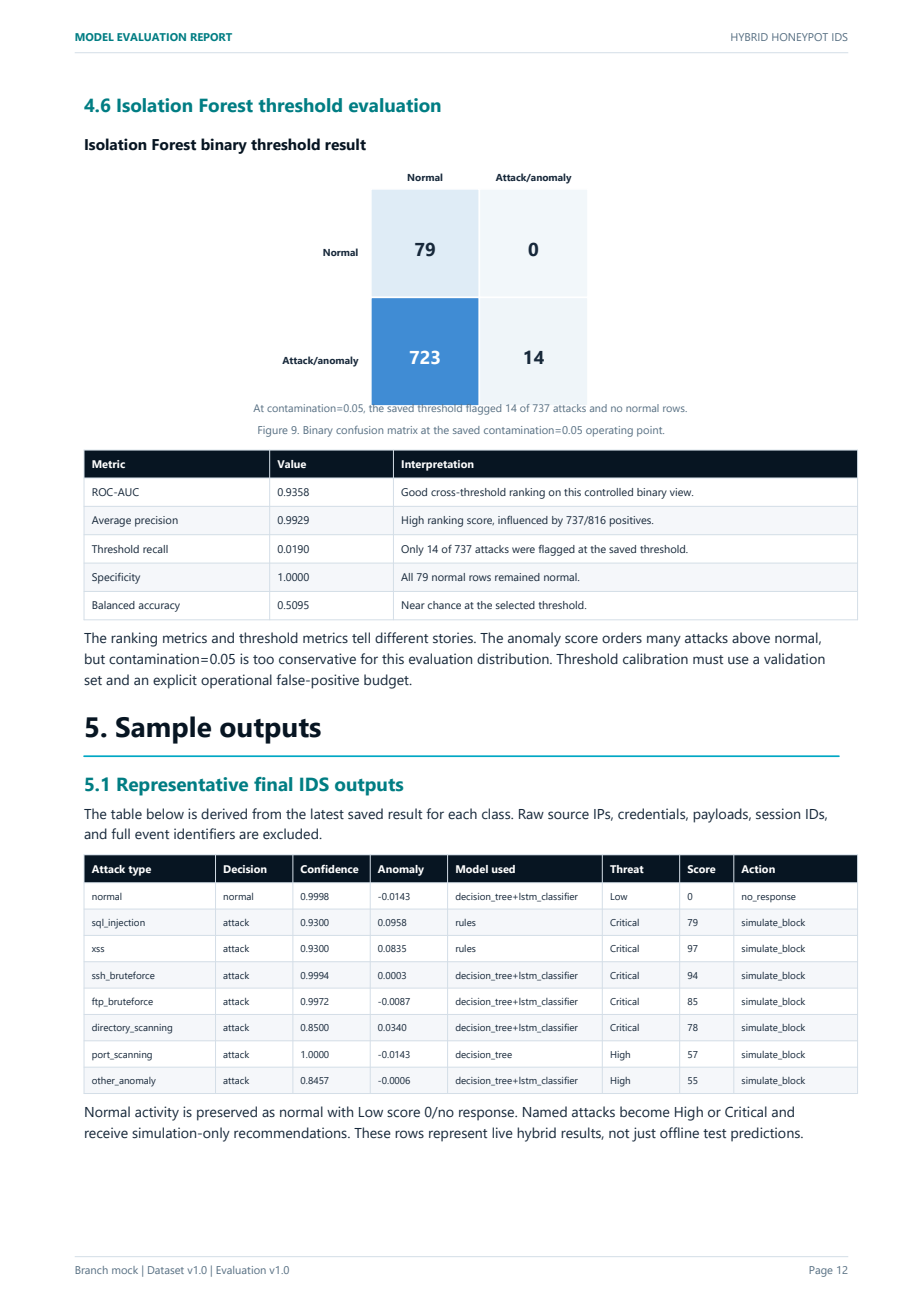 MODEL EVALUATION REPORT
HYBRID HONEYPOT IDS
4.6 Isolation Forest threshold evaluation
Isolation Forest binary threshold result
Normal Attack/anomaly
Normal 79 0
Attack/anomaly 723 14
At contamination=0.05, the saved threshold flagged 14 of 737 attacks and no normal rows.
Figure 9. Binary confusion matrix at the saved contamination=0.05 operating point.
Metric Value Interpretation
ROC-AUC 0.9358 Good cross-threshold ranking on this controlled binary view.
Average precision 0.9929 High ranking score, influenced by 737/816 positives.
Threshold recall 0.0190 Only 14 of 737 attacks were flagged at the saved threshold.
Specificity 1.0000 All 79 normal rows remained normal.
Balanced accuracy 0.5095 Near chance at the selected threshold.
The ranking metrics and threshold metrics tell different stories. The anomaly score orders many attacks above normal,
but contamination=0.05 is too conservative for this evaluation distribution. Threshold calibration must use a validation
set and an explicit operational false-positive budget.
5. Sample outputs
5.1 Representative final IDS outputs
The table below is derived from the latest saved result for each class. Raw source IPs, credentials, payloads, session IDs,
and full event identifiers are excluded.
Attack type Decision Confidence Anomaly Model used Threat Score Action
normal normal 0.9998 -0.0143 decision_tree+lstm_classifier Low 0 no_response
sql_injection attack 0.9300 0.0958 rules Critical 79 simulate_block
xss attack 0.9300 0.0835 rules Critical 97 simulate_block
ssh_bruteforce attack 0.9994 0.0003 decision_tree+lstm_classifier Critical 94 simulate_block
ftp_bruteforce attack 0.9972 -0.0087 decision_tree+lstm_classifier Critical 85 simulate_block
directory_scanning attack 0.8500 0.0340 decision_tree+lstm_classifier Critical 78 simulate_block
port_scanning attack 1.0000 -0.0143 decision_tree High 57 simulate_block
other_anomaly attack 0.8457 -0.0006 decision_tree+lstm_classifier High 55 simulate_block
Normal activity is preserved as normal with Low score 0/no response. Named attacks become High or Critical and
receive simulation-only recommendations. These rows represent live hybrid results, not just offline test predictions.
Branch mock | Dataset v1.0 | Evaluation v1.0
Page 12